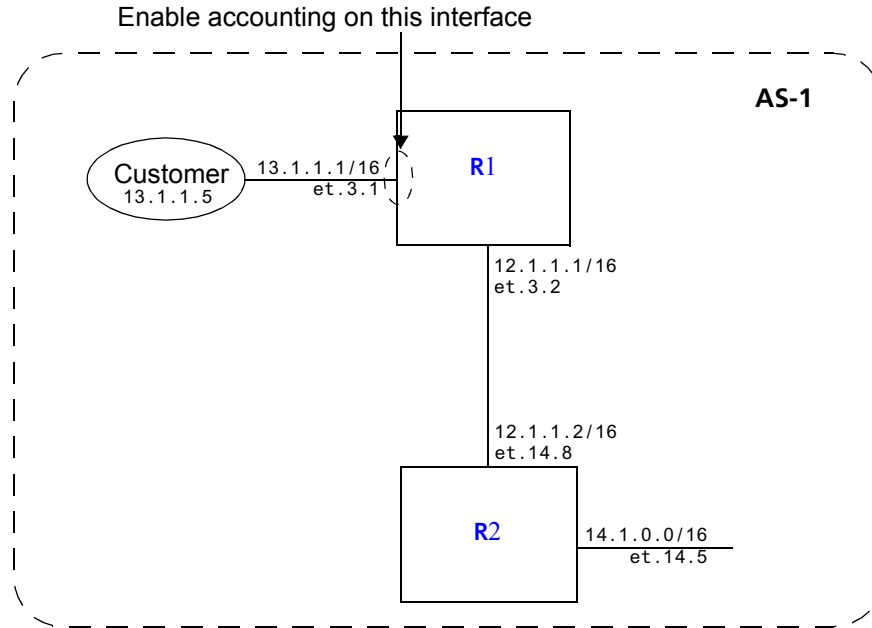 Enable accounting on this interface
AS-1
R1
Customer
13.1.1.5
13.1.1.1/16
et.3.1
12.1.1.1/16
et.3.2
12.1.1.2/16
et.14.8
R2
14.1.0.0/16
et.14.5